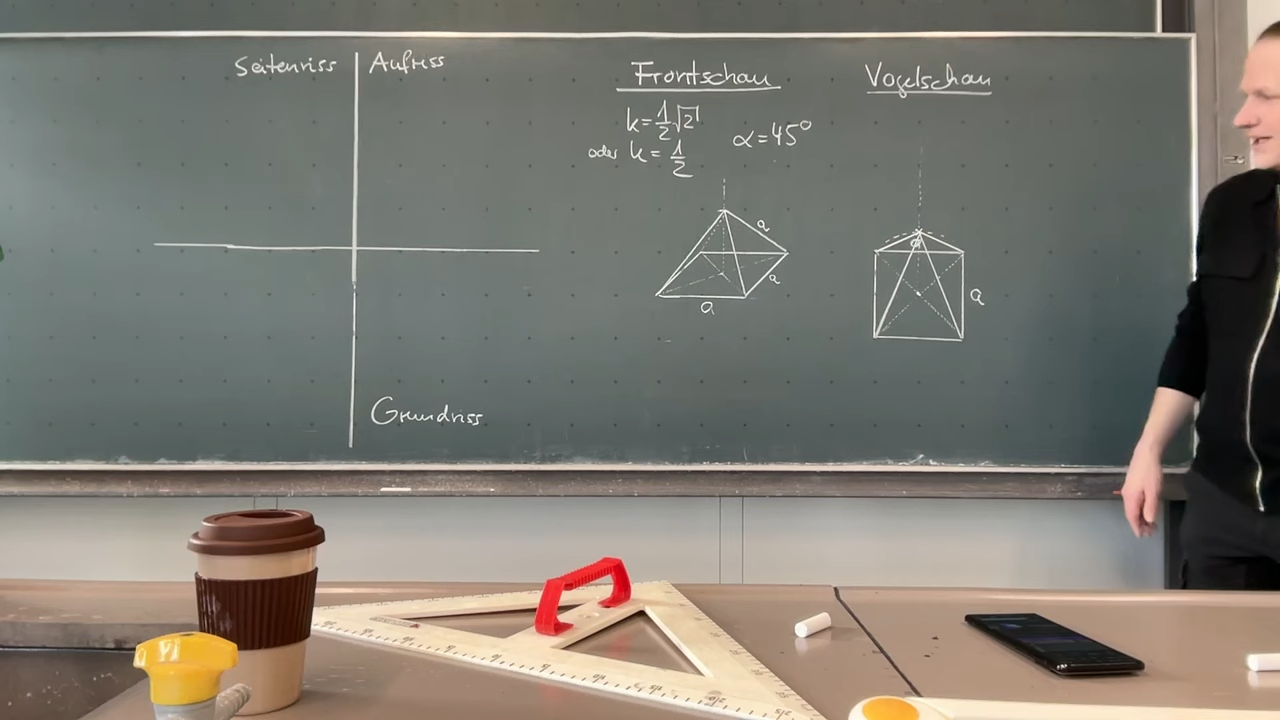 Seitenriss
Aufriss
Grundriss
Frontschau
k=1/2√2
oder k=1/2
α=45°
a
a
a
Vogelschau
a